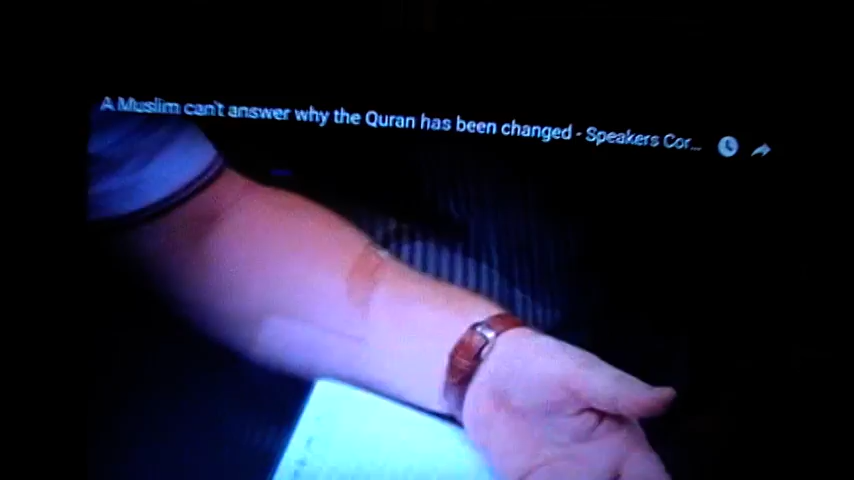 A Muslim can't answer why the Quran has been changed - Speakers Cor...